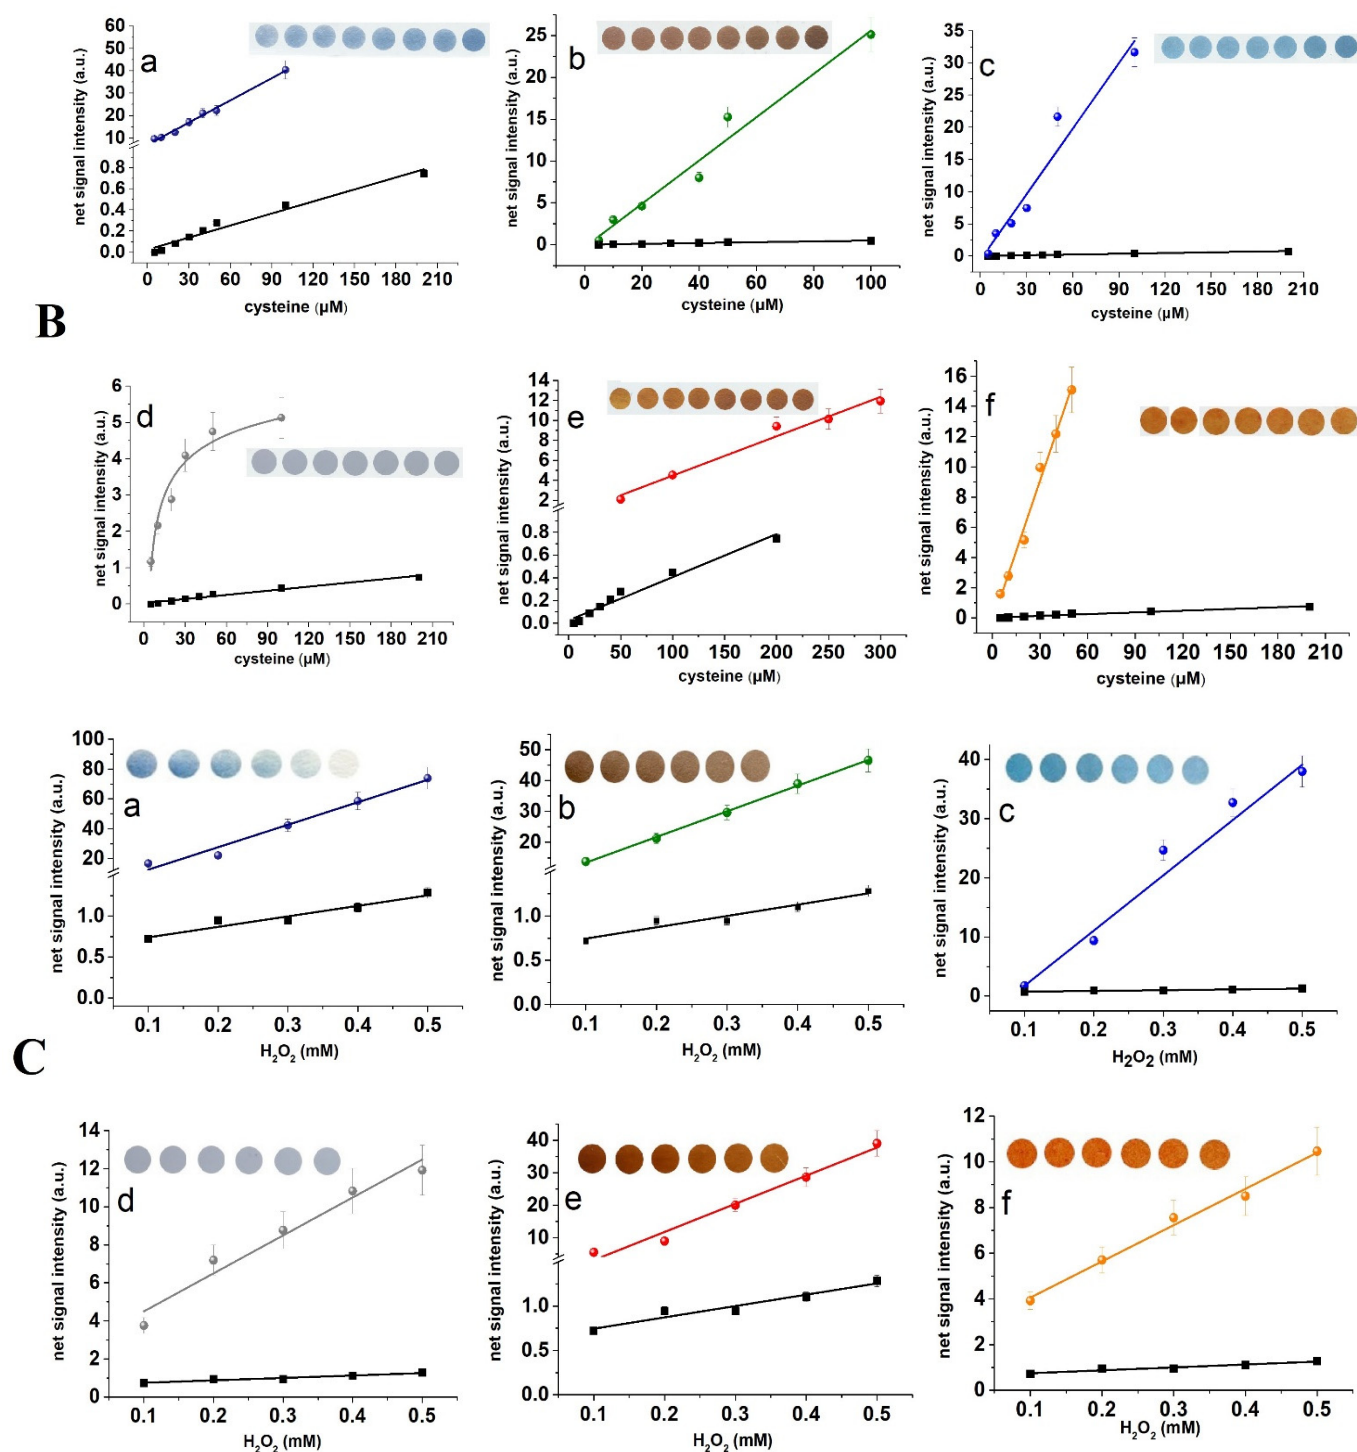 B
a
net signal intensity (a.u.)
60
50
40
30
20
10
0.8
0.6
0.4
0.2
0.0
0 30 60 90 120 150 180 210
cysteine (µM)
b
net signal intensity (a.u.)
25
20
15
10
5
0
0 20 40 60 80 100
cysteine (µM)
c
net signal intensity (a.u.)
35
30
25
20
15
10
5
0
0 30 60 90 120 150 180 210
cysteine (µM)
d
net signal intensity (a.u.)
6
5
4
3
2
1
0
0 30 60 90 120 150 180 210
cysteine (µM)
e
net signal intensity (a.u.)
14
12
10
8
6
4
2
0.8
0.6
0.4
0.2
0.0
0 50 100 150 200 250 300
cysteine (µM)
f
net signal intensity (a.u.)
16
14
12
10
8
6
4
2
0
0 30 60 90 120 150 180 210
cysteine (µM)
C
a
net signal intensity (a.u.)
100
80
60
40
20
1.0
0.5
0.0
0.1 0.2 0.3 0.4 0.5
H₂O₂ (mM)
b
net signal intensity (a.u.)
50
40
30
20
10
1.0
0.5
0.0
0.1 0.2 0.3 0.4 0.5
H₂O₂ (mM)
c
net signal intensity (a.u.)
40
30
20
10
0
0.1 0.2 0.3 0.4 0.5
H₂O₂ (mM)
d
net signal intensity (a.u.)
14
12
10
8
6
4
2
0
0.1 0.2 0.3 0.4 0.5
H₂O₂ (mM)
e
net signal intensity (a.u.)
40
30
20
10
1.0
0.5
0.0
0.1 0.2 0.3 0.4 0.5
H₂O₂ (mM)
f
net signal intensity (a.u.)
12
10
8
6
4
2
0
0.1 0.2 0.3 0.4 0.5
H₂O₂ (mM)